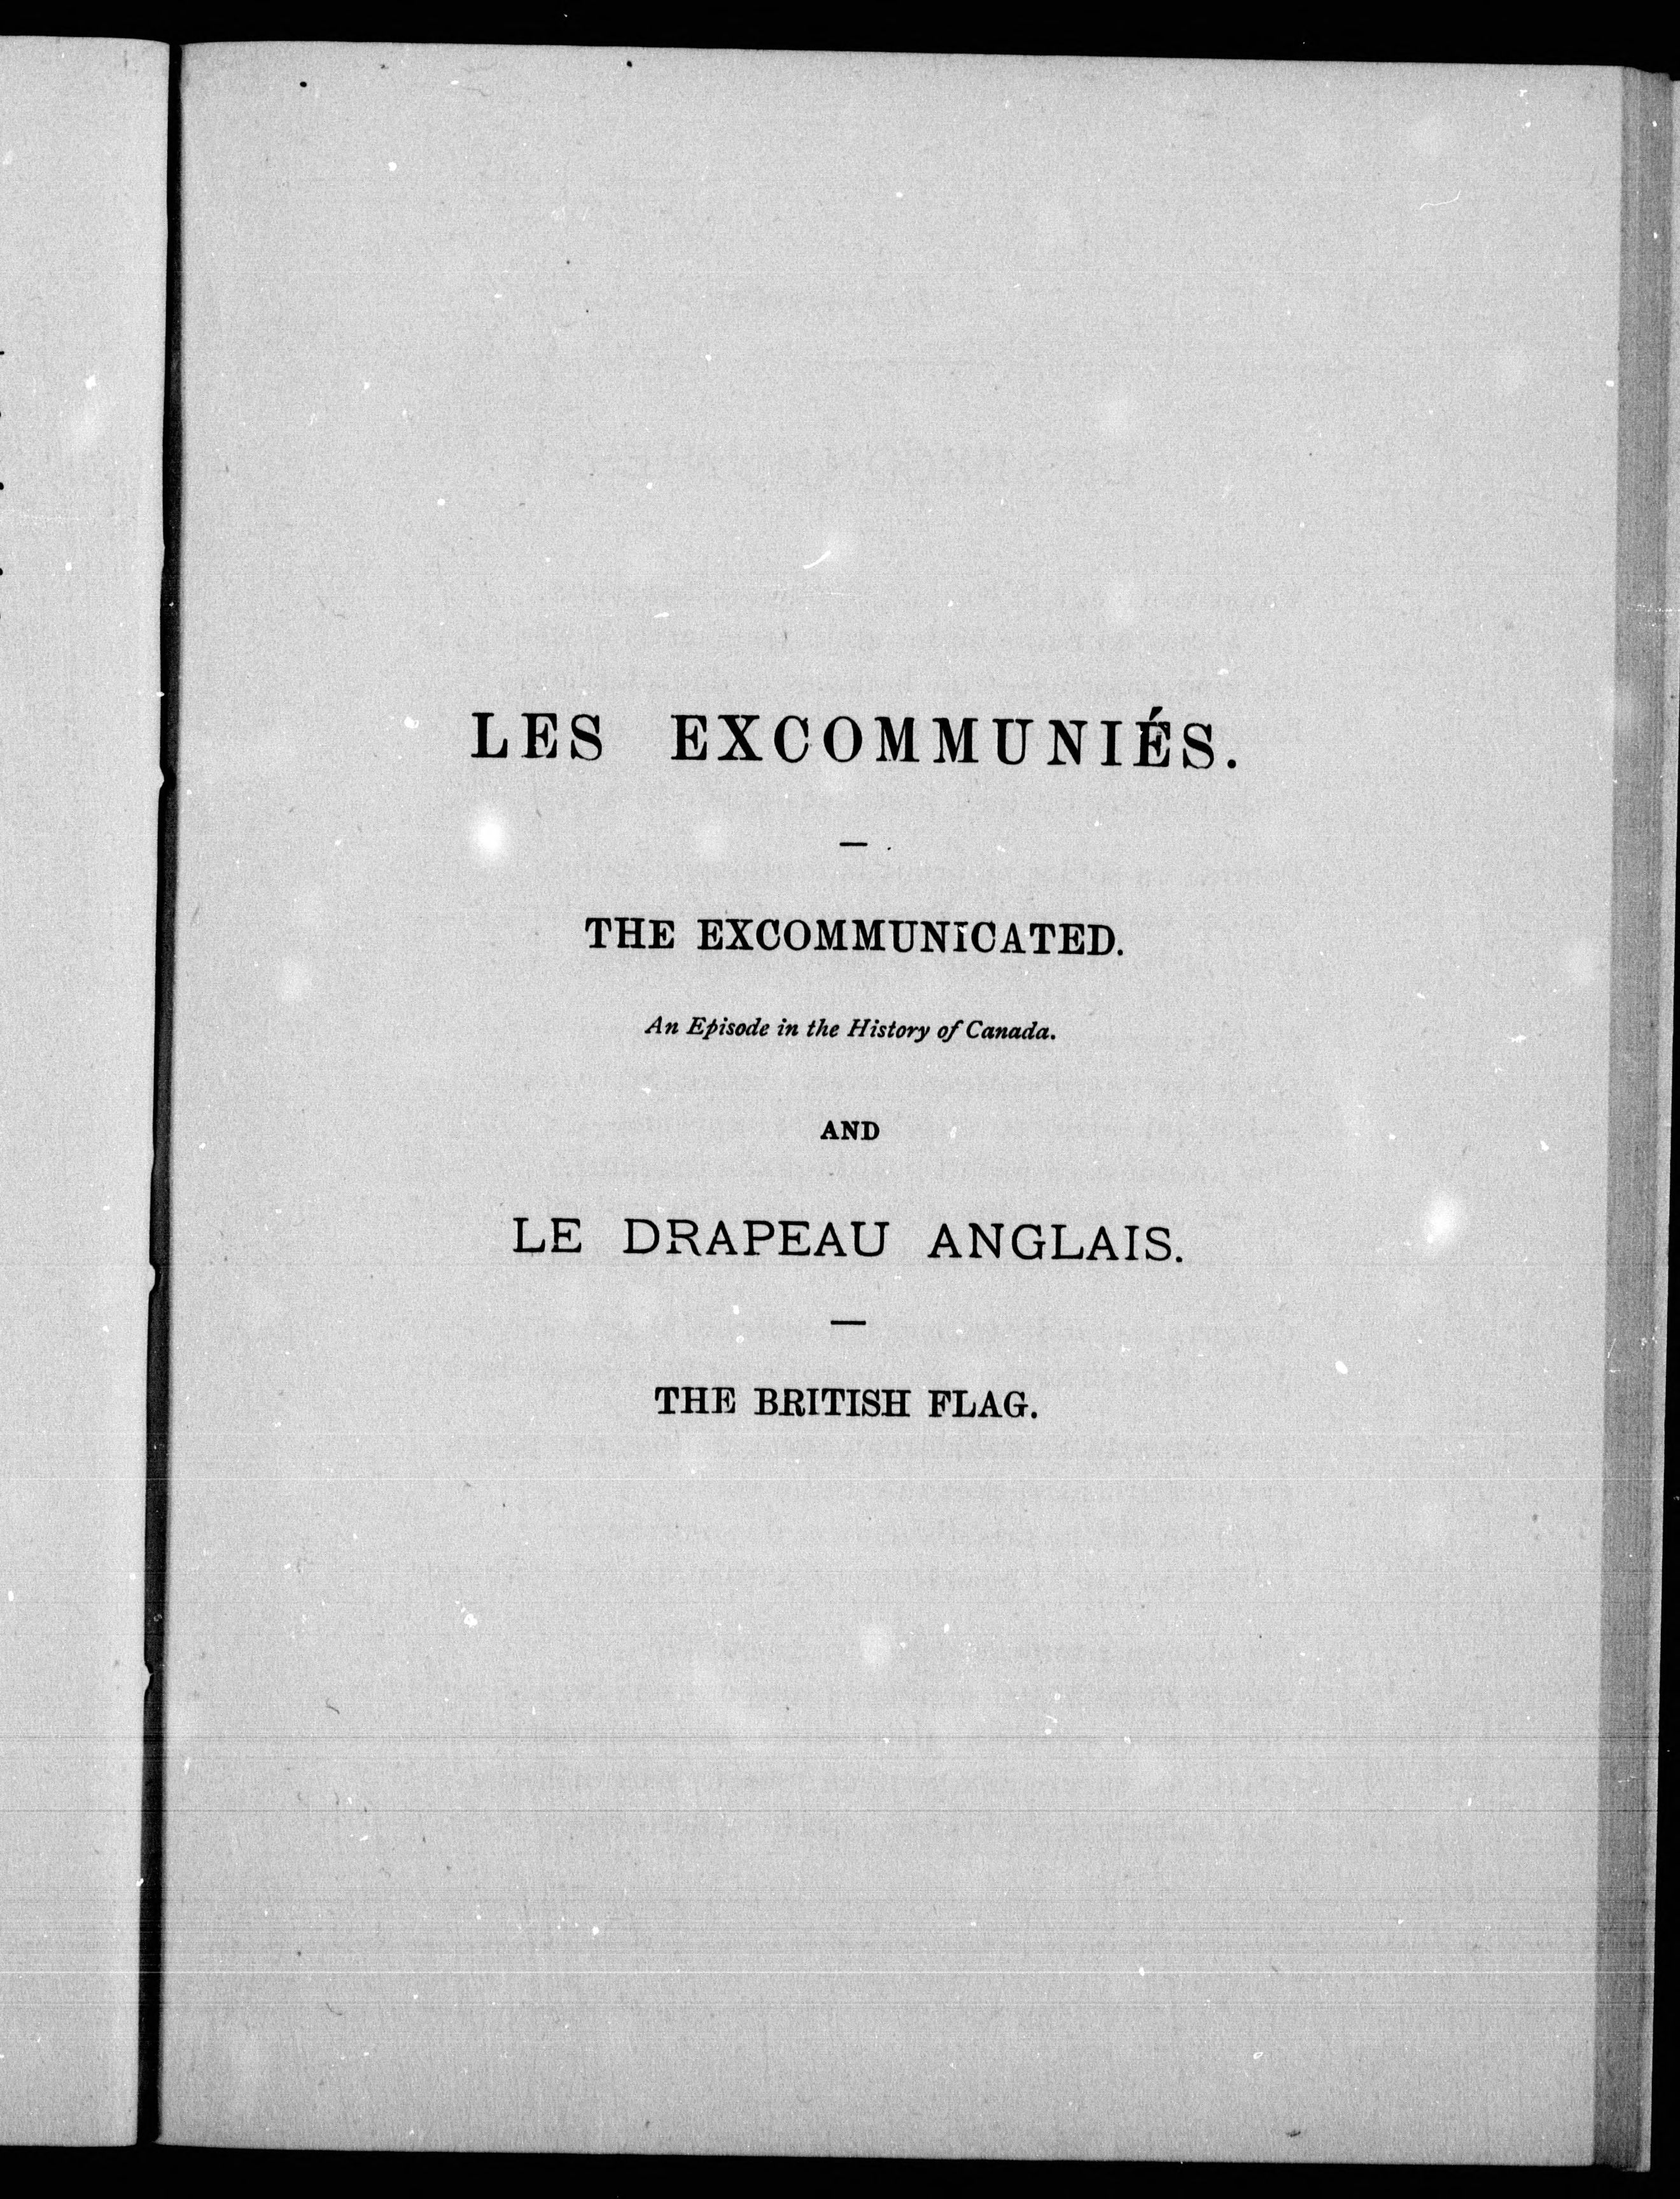 LES EXCOMMUNIÉS.
—
THE EXCOMMUNICATED.
An Episode in the History of Canada.
AND
LE DRAPEAU ANGLAIS.
—
THE BRITISH FLAG.